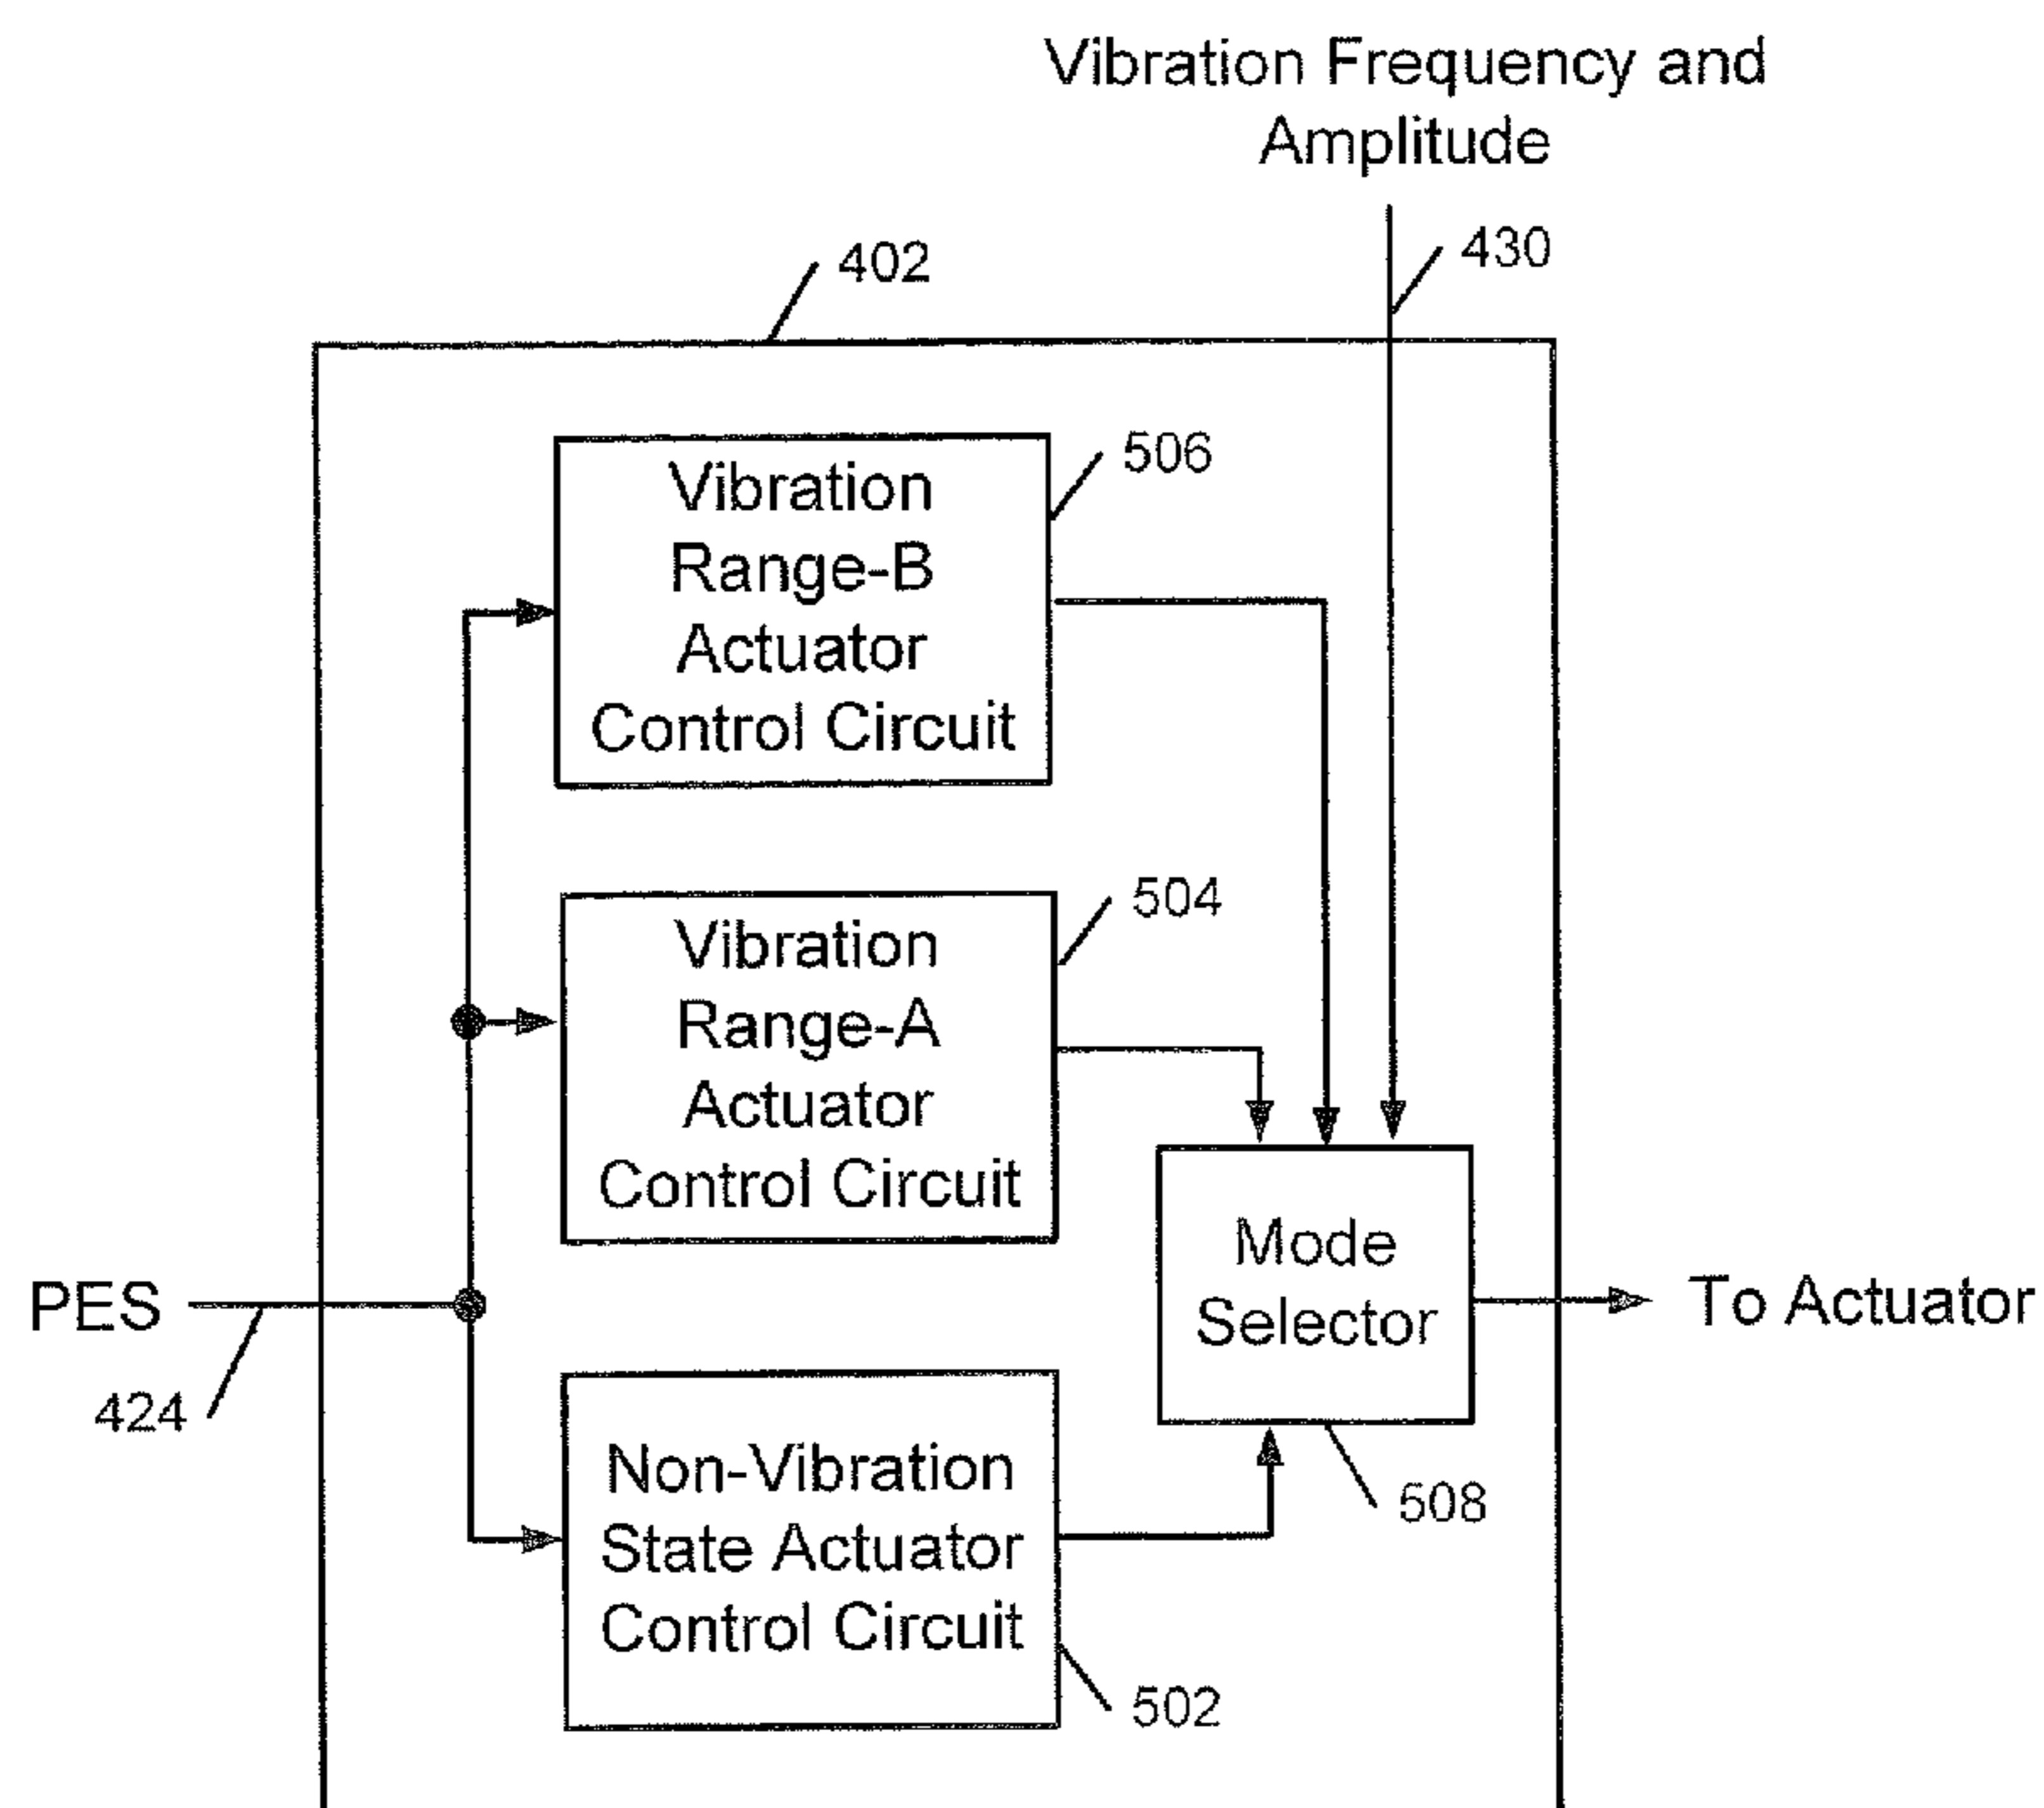 Vibration Frequency and
Amplitude
402
430
506
Vibration
Range-B
Actuator
Control Circuit
504
Vibration
Range-A
Actuator
Control Circuit
Mode
Selector
PES
To Actuator
424
508
Non-Vibration
State Actuator
Control Circuit
502